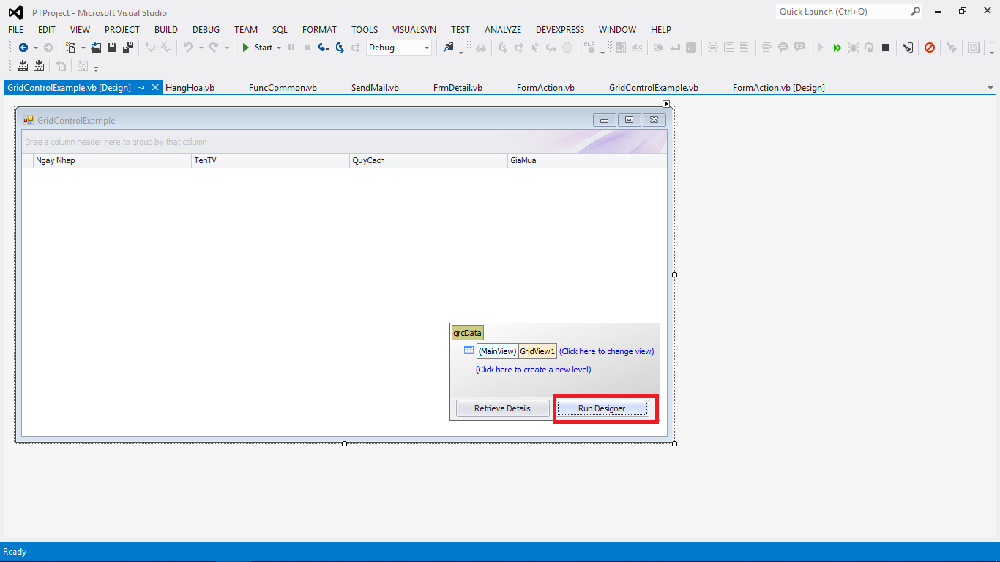 PTProject - Microsoft Visual Studio
Quick Launch (Ctrl+Q)
FILE EDIT VIEW PROJECT BUILD DEBUG TEAM SQL FORMAT TOOLS VISUALSVN TEST ANALYZE DEVEXPRESS WINDOW HELP
Start Debug
GridControlExample.vb [Design] HangHoa.vb FuncCommon.vb SendMail.vb FrmDetail.vb FormAction.vb GridControlExample.vb FormAction.vb [Design]
GridControlExample
Drag a column header here to group by that column
Ngay Nhap TenTV QuyCach GiaMua
grcData
(MainView) GridView1 (Click here to change view)
(Click here to create a new level)
Retrieve Details Run Designer
Ready